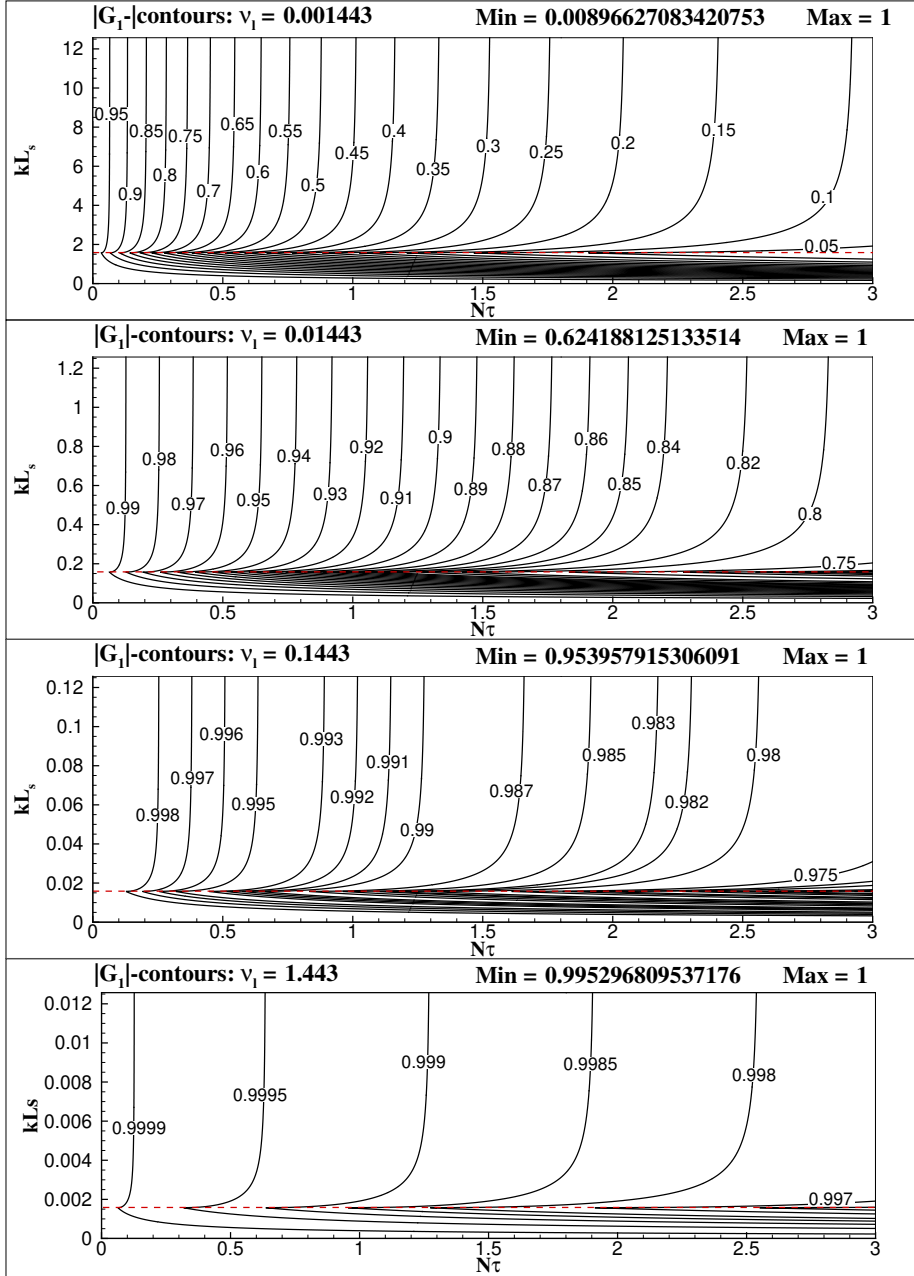 |G1-|contours: νl = 0.001443 Min = 0.00896627083420753 Max = 1
12
10
8
6
4
2
0
kLs
0.95 0.85 0.75 0.65 0.55 0.4 0.3 0.2 0.15
0.9 0.8 0.7 0.6 0.5 0.45 0.35 0.25 0.1
0.05
0 0.5 1 1.5 2 2.5 3
Nτ
|G1|-contours: νl = 0.01443 Min = 0.624188125133514 Max = 1
1.2
1
0.8
0.6
0.4
0.2
0
kLs
0.98 0.96 0.94 0.92 0.9 0.88 0.86 0.84 0.82
0.99 0.97 0.95 0.93 0.91 0.89 0.87 0.85 0.8
0.75
0 0.5 1 1.5 2 2.5 3
Nτ
|G1|-contours: νl = 0.1443 Min = 0.953957915306091 Max = 1
0.12
0.1
0.08
0.06
0.04
0.02
0
kLs
0.996 0.993 0.991 0.985 0.983 0.98
0.998 0.997 0.995 0.992 0.99 0.987 0.982
0.975
0 0.5 1 1.5 2 2.5 3
Nτ
|G1|-contours: νl = 1.443 Min = 0.995296809537176 Max = 1
0.012
0.01
0.008
0.006
0.004
0.002
0
kLs
0.9999 0.9995 0.999 0.9985 0.998
0.997
0 0.5 1 1.5 2 2.5 3
Nτ